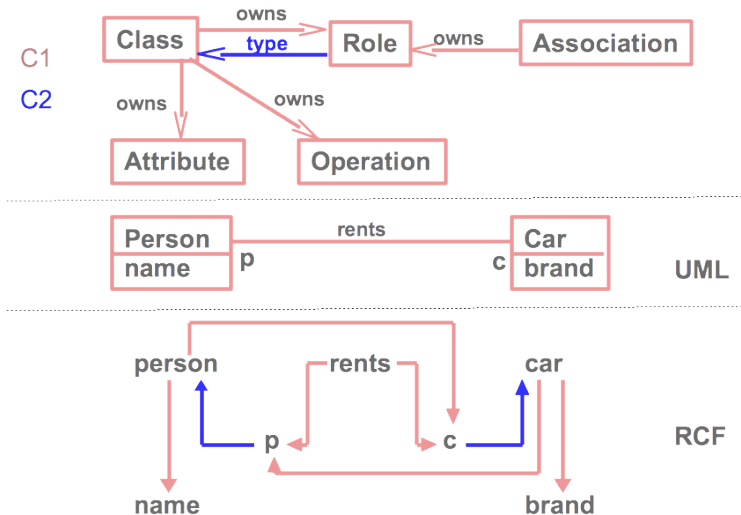 owns
Class
type
Role
owns
Association
C1
C2
owns
owns
Attribute
Operation
Person
rents
Car
name
p
c
brand
UML
person
rents
car
p
c
RCF
name
brand